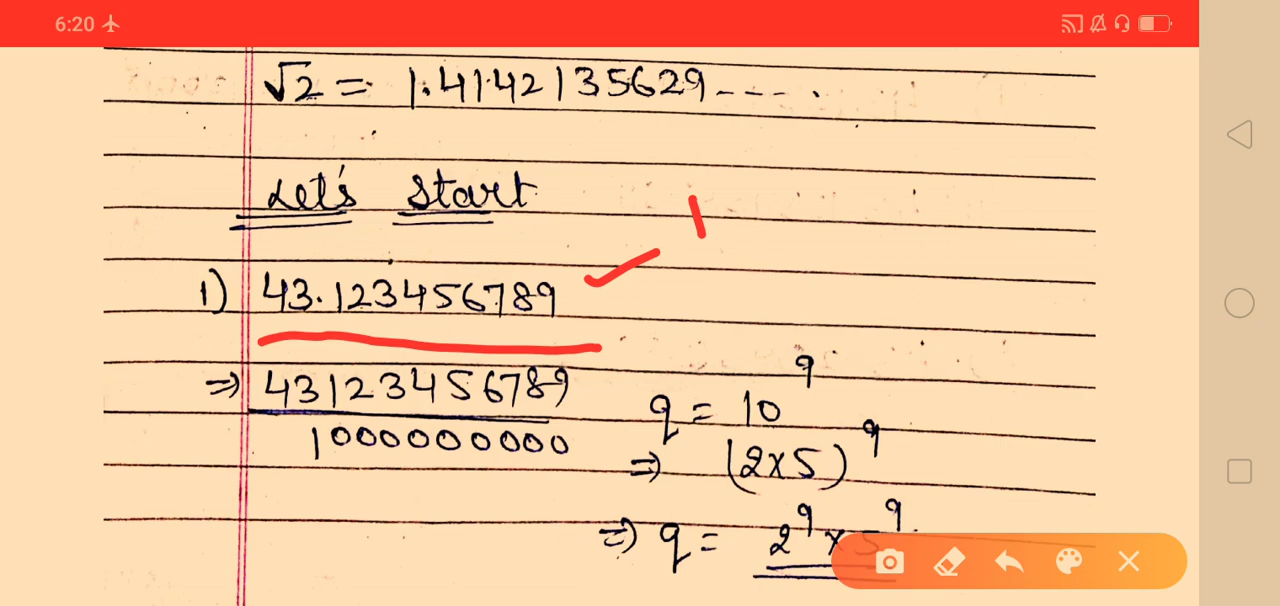 6:20
√2 = 1.4142135629----.
Let's Start
1) 43.123456789
⇒ 43123456789
1000000000
q = 10^9
⇒ (2×5)^9
⇒ q = 2^9 × 5^9